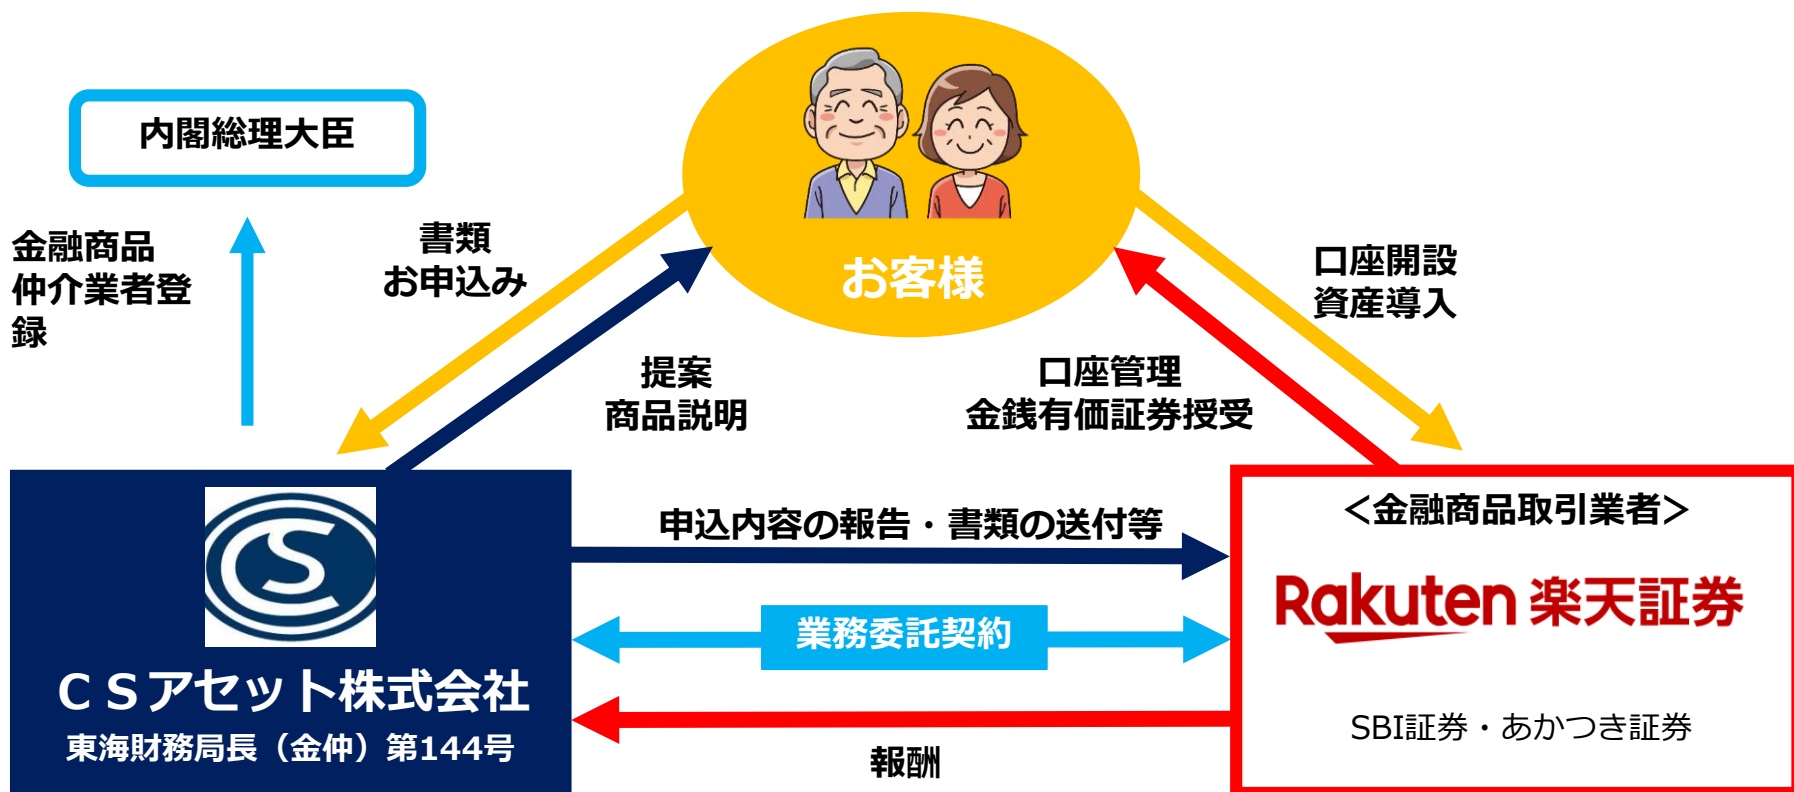 内閣総理大臣
金融商品
仲介業者登
録
書類
お申込み
お客様
口座開設
資産導入
提案
商品説明
口座管理
金銭有価証券授受
CS
ＣＳアセット株式会社
東海財務局長（金仲）第144号
申込内容の報告・書類の送付等
業務委託契約
報酬
＜金融商品取引業者＞
Rakuten 楽天証券
SBI証券・あかつき証券